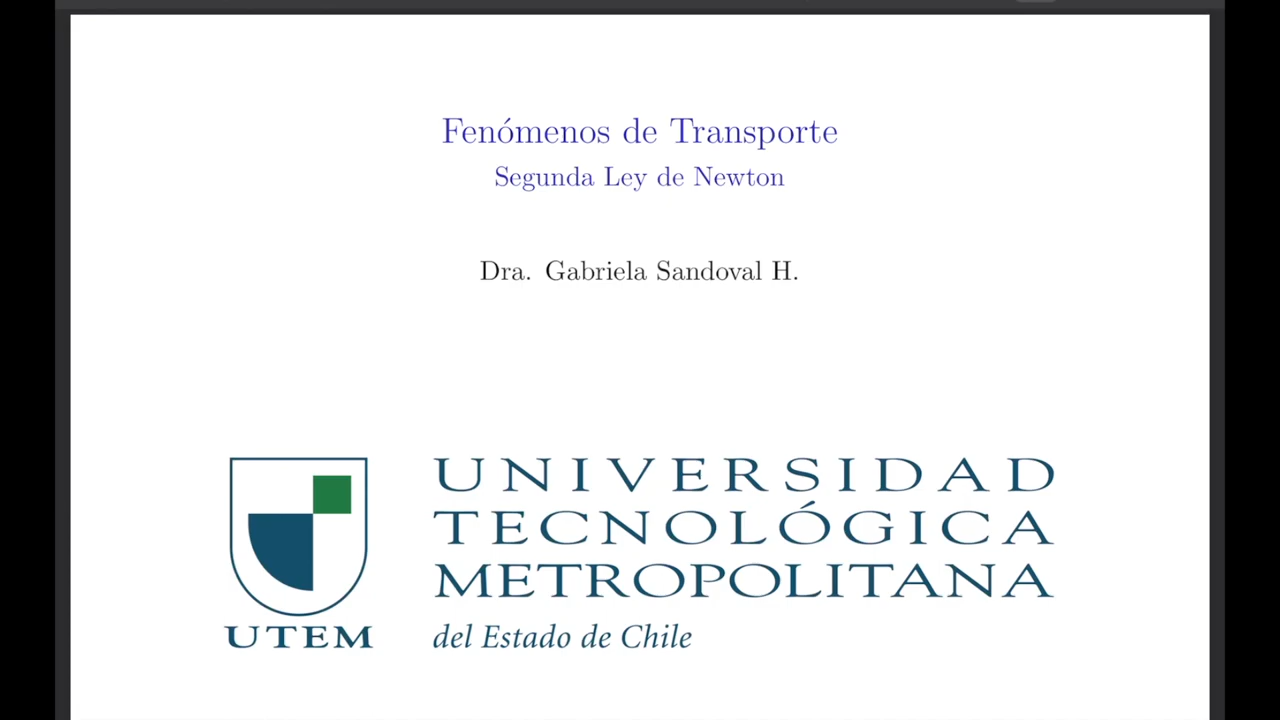 Fenómenos de Transporte
Segunda Ley de Newton
Dra. Gabriela Sandoval H.
UNIVERSIDAD
TECNOLÓGICA
METROPOLITANA
UTEM
del Estado de Chile